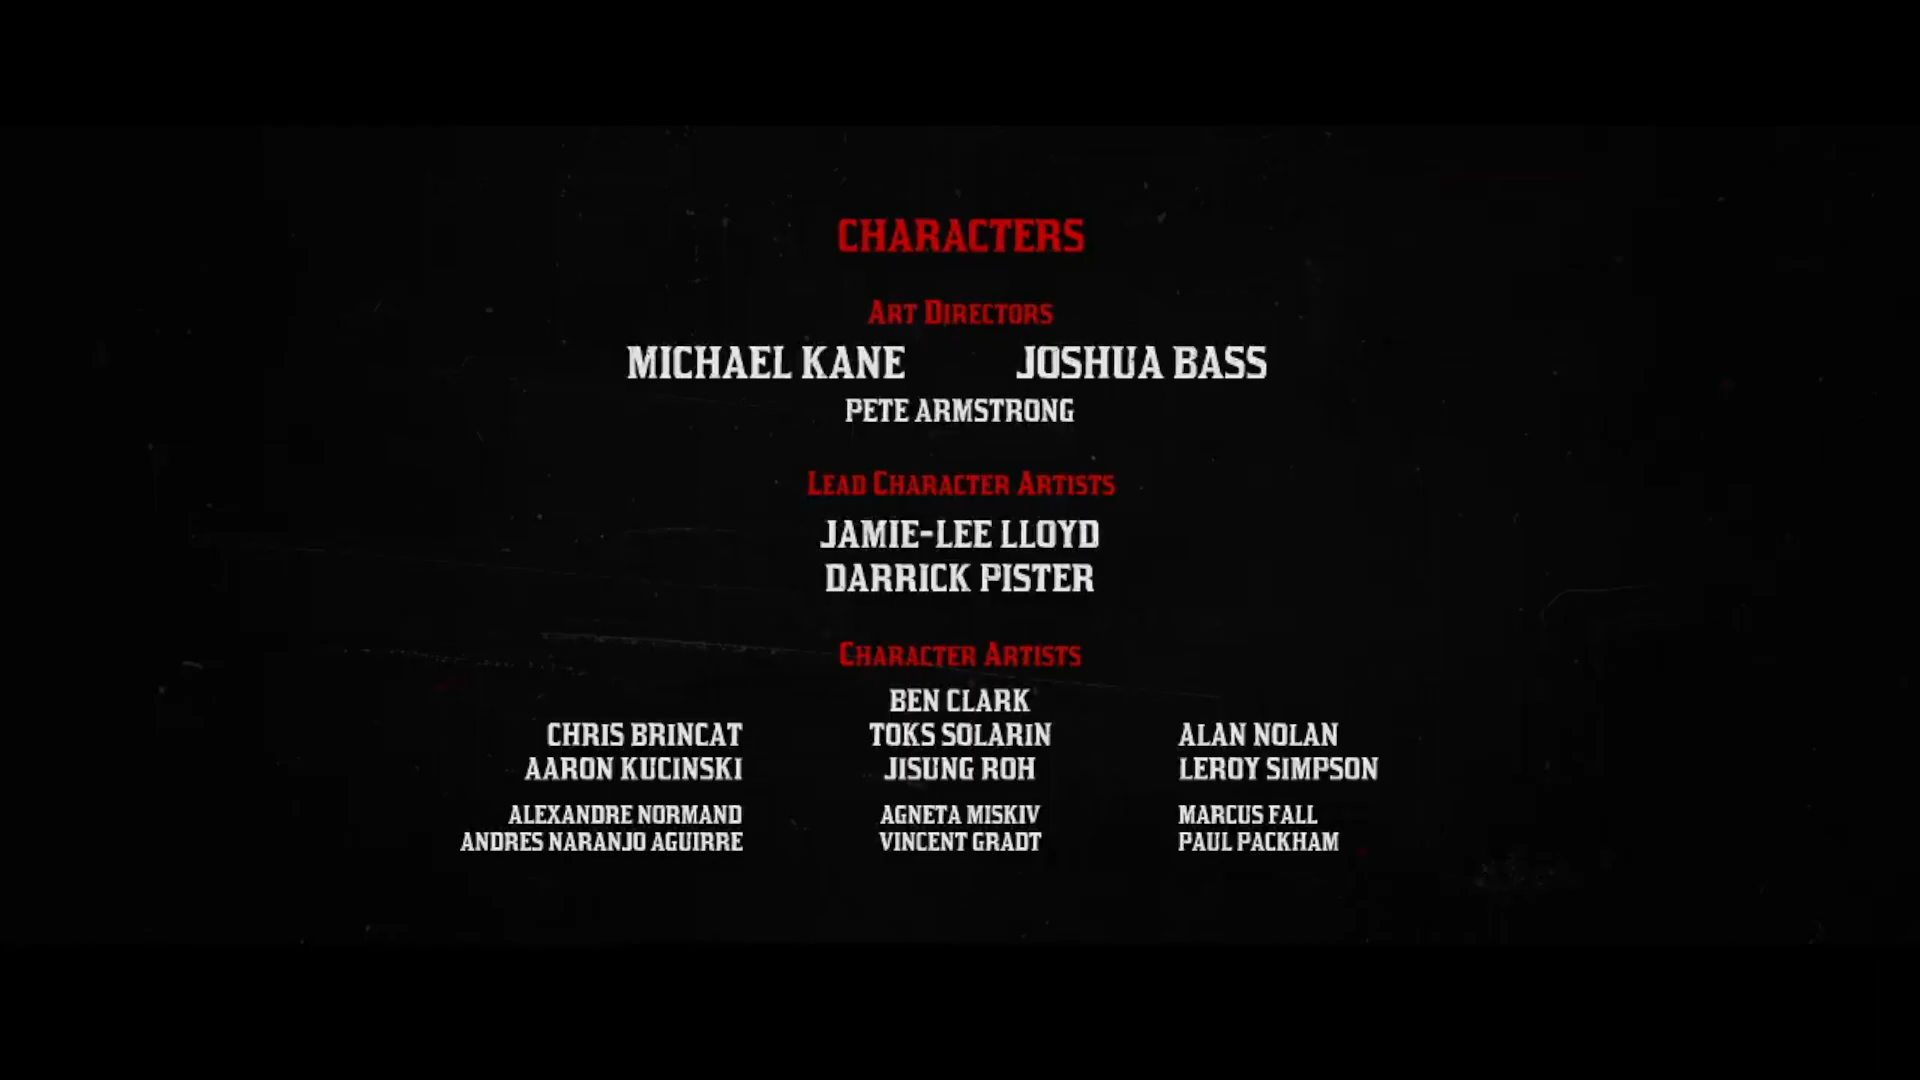 CHARACTERS
ART DIRECTORS
MICHAEL KANE JOSHUA BASS
PETE ARMSTRONG
LEAD CHARACTER ARTISTS
JAMIE-LEE LLOYD
DARRICK PISTER
CHARACTER ARTISTS
BEN CLARK
CHRIS BRINCAT TOKS SOLARIN ALAN NOLAN
AARON KUCINSKI JISUNG ROH LEROY SIMPSON
ALEXANDRE NORMAND AGNETA MISKIV MARCUS FALL
ANDRES NARANJO AGUIRRE VINCENT GRADT PAUL PACKHAM